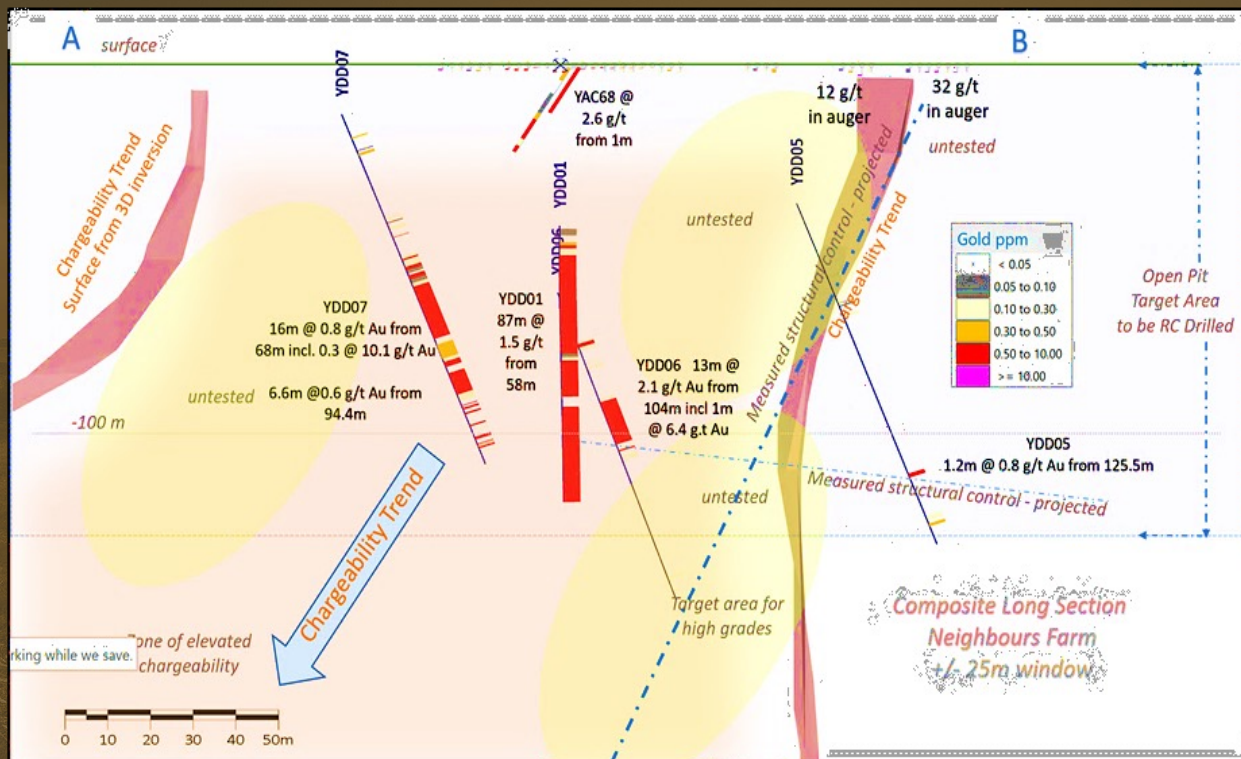 A
surface
B
YDD07
YAC68 @
2.6 g/t
from 1m
12 g/t
in auger
32 g/t
in auger
untested
Chargeability Trend
Surface from 3D inversion
YDD01
YDD06
YDD05
untested
Measured structural control - projected
Chargeability Trend
Gold ppm
< 0.05
0.05 to 0.10
0.10 to 0.30
0.30 to 0.50
0.50 to 10.00
>= 10.00
Open Pit
Target Area
to be RC Drilled
YDD07
16m @ 0.8 g/t Au from
68m incl. 0.3 @ 10.1 g/t Au
6.6m @0.6 g/t Au from
94.4m
YDD01
87m @
1.5 g/t
from
58m
YDD06 13m @
2.1 g/t Au from
104m incl 1m
@ 6.4 g.t Au
untested
-100 m
YDD05
1.2m @ 0.8 g/t Au from 125.5m
Measured structural control - projected
untested
Chargeability Trend
Target area for
high grades
Composite Long Section
Neighbours Farm
+/- 25m window
Zone of elevated
chargeability
rking while we save.
0 10 20 30 40 50m